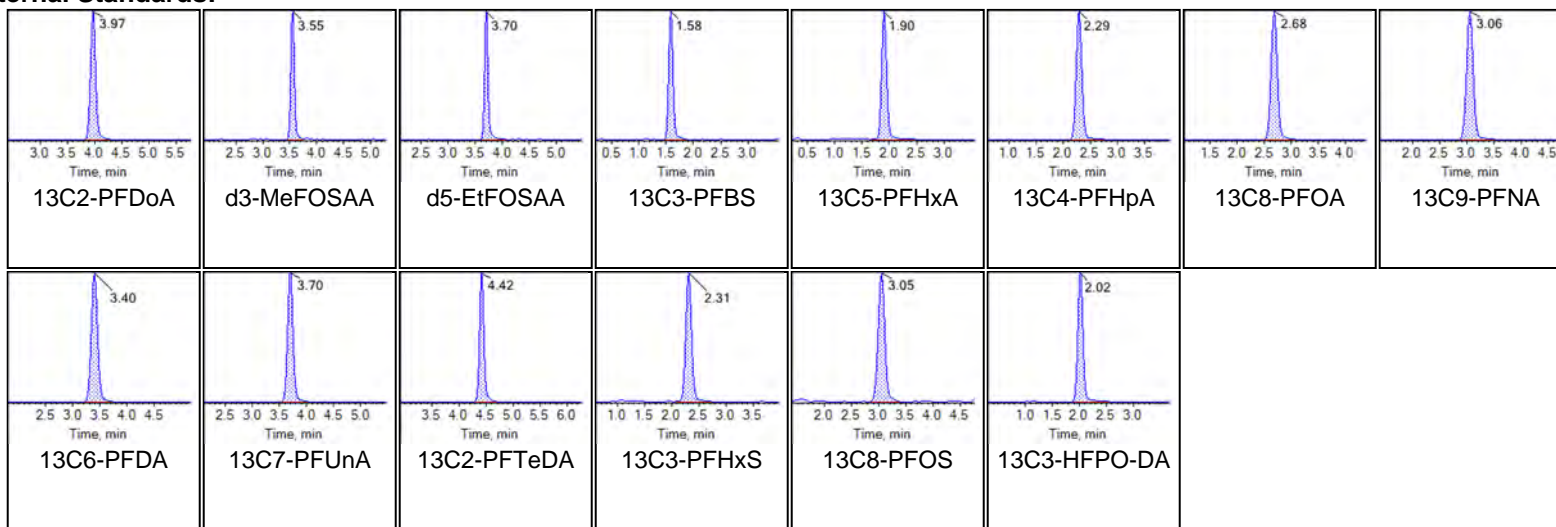 ternal Standards:
3.97
3.0 3.5 4.0 4.5 5.0 5.5
Time, min
13C2-PFDoA
3.55
2.5 3.0 3.5 4.0 4.5 5.0
Time, min
d3-MeFOSAA
3.70
2.5 3.0 3.5 4.0 4.5 5.0
Time, min
d5-EtFOSAA
1.58
0.5 1.0 1.5 2.0 2.5 3.0
Time, min
13C3-PFBS
1.90
0.5 1.0 1.5 2.0 2.5 3.0
Time, min
13C5-PFHxA
2.29
1.0 1.5 2.0 2.5 3.0 3.5
Time, min
13C4-PFHpA
2.68
1.5 2.0 2.5 3.0 3.5 4.0
Time, min
13C8-PFOA
3.06
2.0 2.5 3.0 3.5 4.0 4.5
Time, min
13C9-PFNA
3.40
2.5 3.0 3.5 4.0 4.5
Time, min
13C6-PFDA
3.70
2.5 3.0 3.5 4.0 4.5 5.0
Time, min
13C7-PFUnA
4.42
3.5 4.0 4.5 5.0 5.5 6.0
Time, min
13C2-PFTeDA
2.31
1.0 1.5 2.0 2.5 3.0 3.5
Time, min
13C3-PFHxS
3.05
2.0 2.5 3.0 3.5 4.0 4.5
Time, min
13C8-PFOS
2.02
1.0 1.5 2.0 2.5 3.0
Time, min
13C3-HFPO-DA